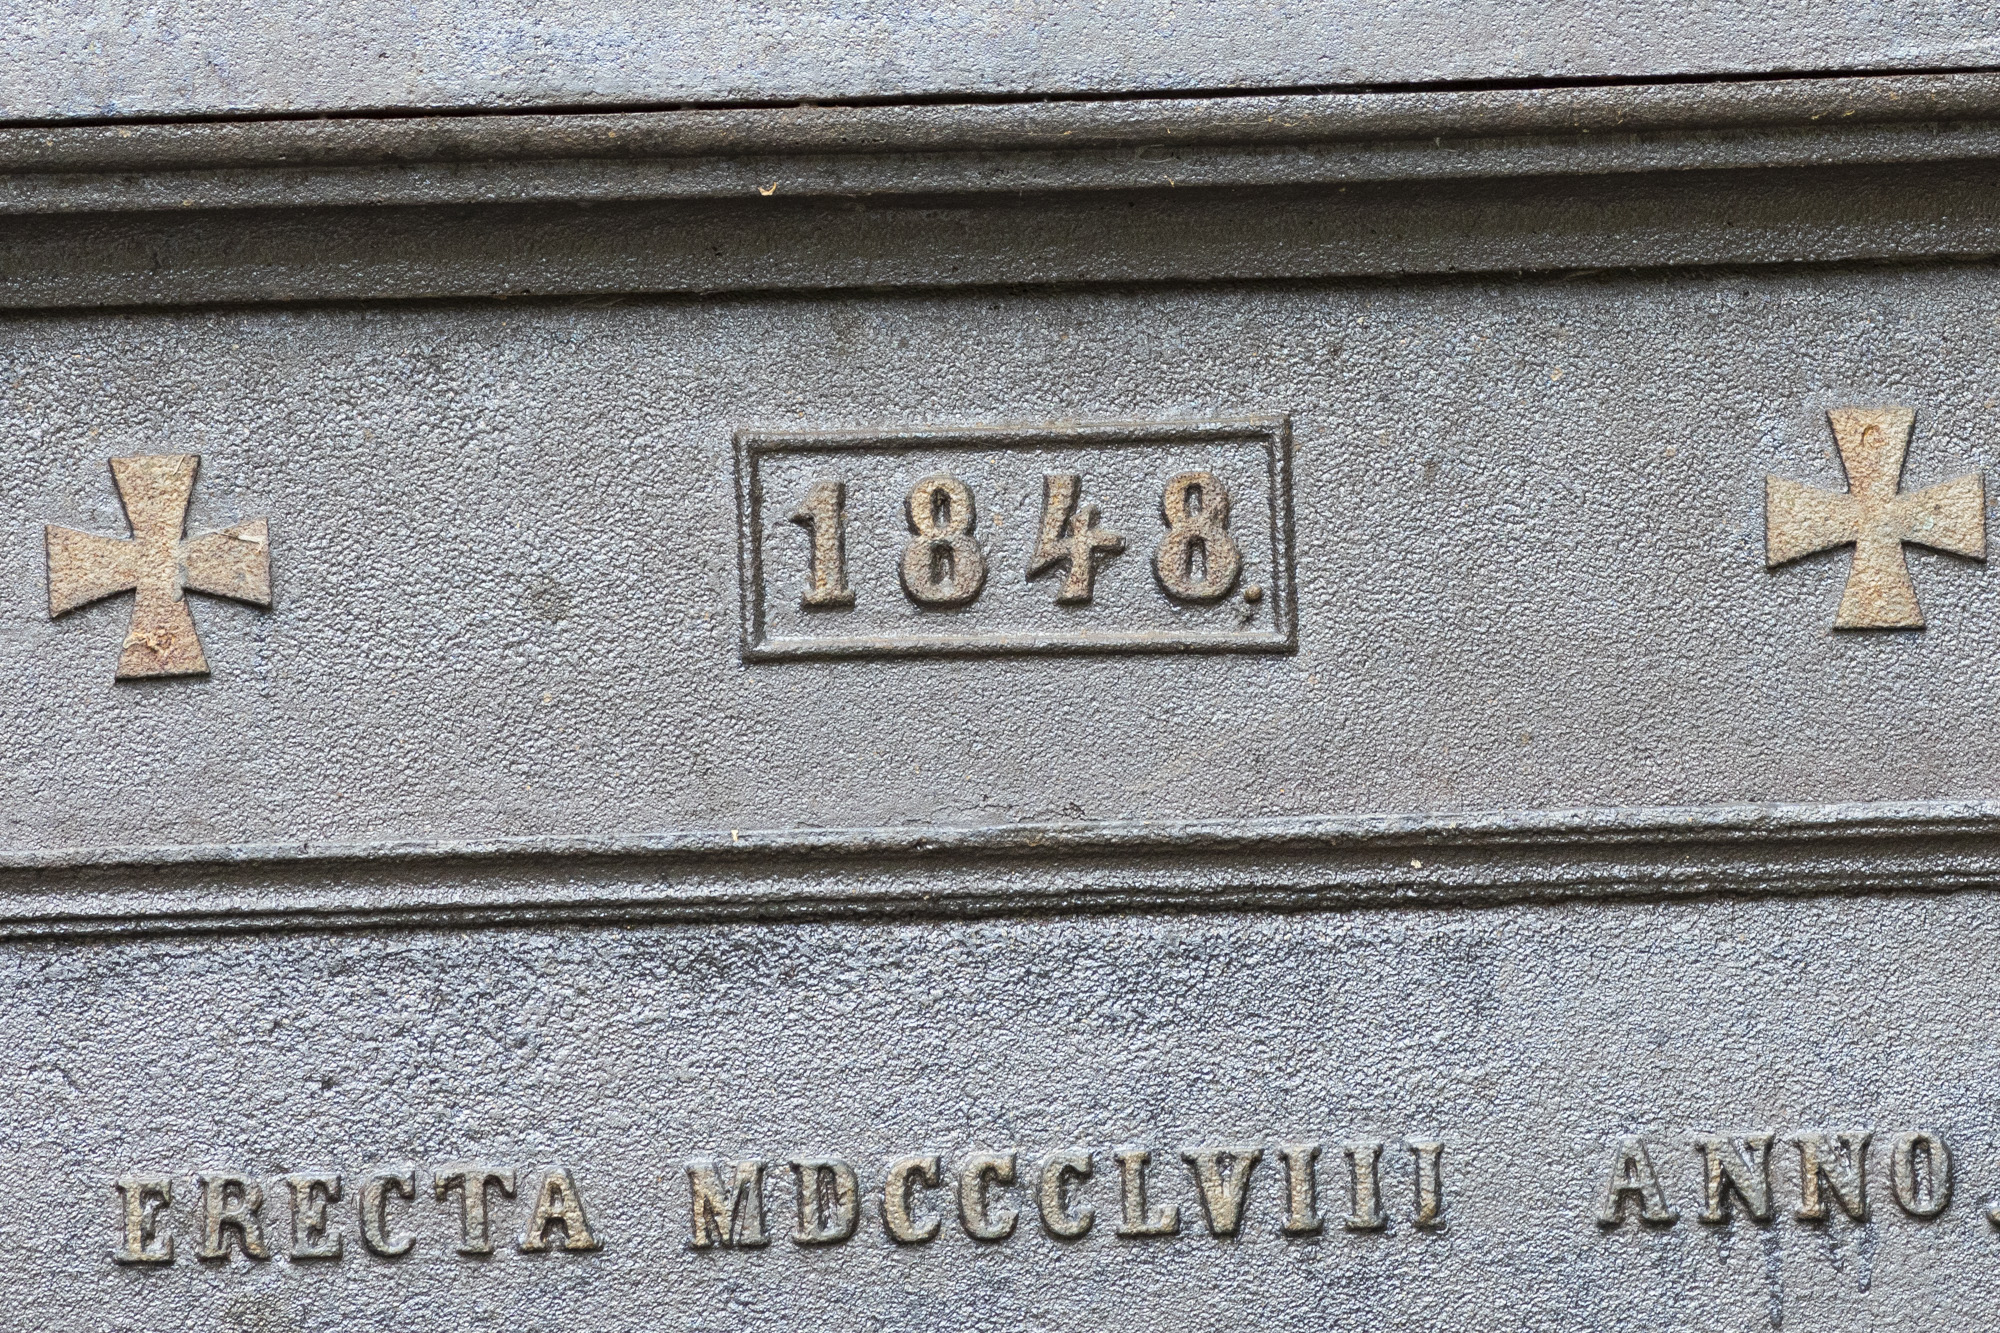 1848.
ERECTA MDCCCLVIII ANNO.